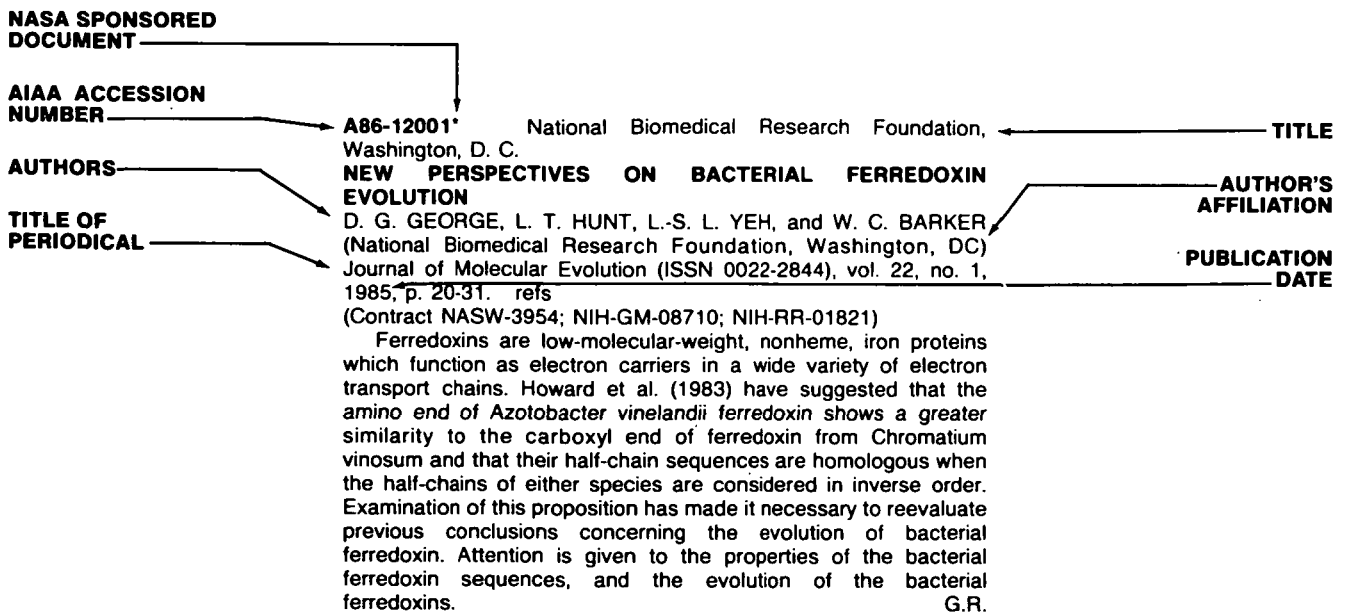 NASA SPONSORED
DOCUMENT
AIAA ACCESSION
NUMBER
AUTHORS
TITLE OF
PERIODICAL
A86-12001* National Biomedical Research Foundation,
Washington, D. C.
NEW PERSPECTIVES ON BACTERIAL FERREDOXIN
EVOLUTION
D. G. GEORGE, L. T. HUNT, L.-S. L. YEH, and W. C. BARKER
(National Biomedical Research Foundation, Washington, DC)
Journal of Molecular Evolution (ISSN 0022-2844), vol. 22, no. 1,
1985, p. 20-31. refs
(Contract NASW-3954; NIH-GM-08710; NIH-RR-01821)
Ferredoxins are low-molecular-weight, nonheme, iron proteins
which function as electron carriers in a wide variety of electron
transport chains. Howard et al. (1983) have suggested that the
amino end of Azotobacter vinelandii ferredoxin shows a greater
similarity to the carboxyl end of ferredoxin from Chromatium
vinosum and that their half-chain sequences are homologous when
the half-chains of either species are considered in inverse order.
Examination of this proposition has made it necessary to reevaluate
previous conclusions concerning the evolution of bacterial
ferredoxin. Attention is given to the properties of the bacterial
ferredoxin sequences, and the evolution of the bacterial
ferredoxins. G.R.
TITLE
AUTHOR'S
AFFILIATION
PUBLICATION
DATE